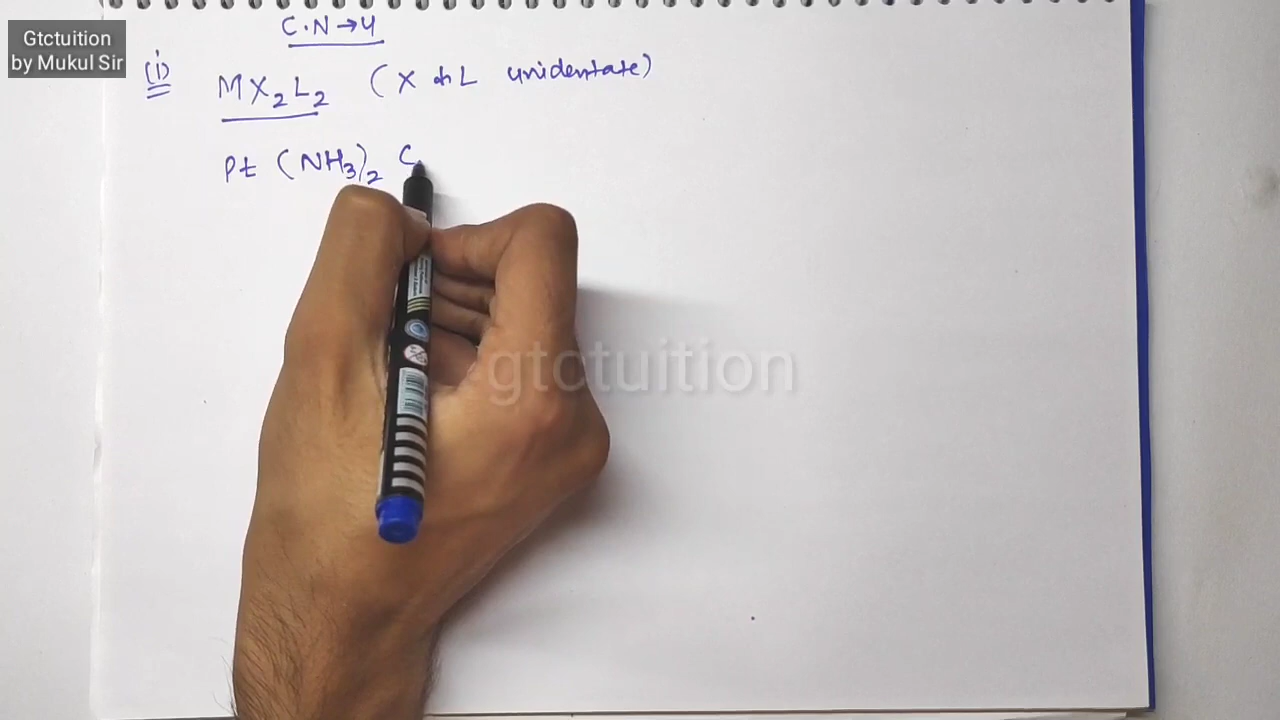 Gtctuition
by Mukul Sir
C.N→4
(i) MX₂L₂ (X & L unidentate)
Pt (NH₃)₂ C
gtctuition